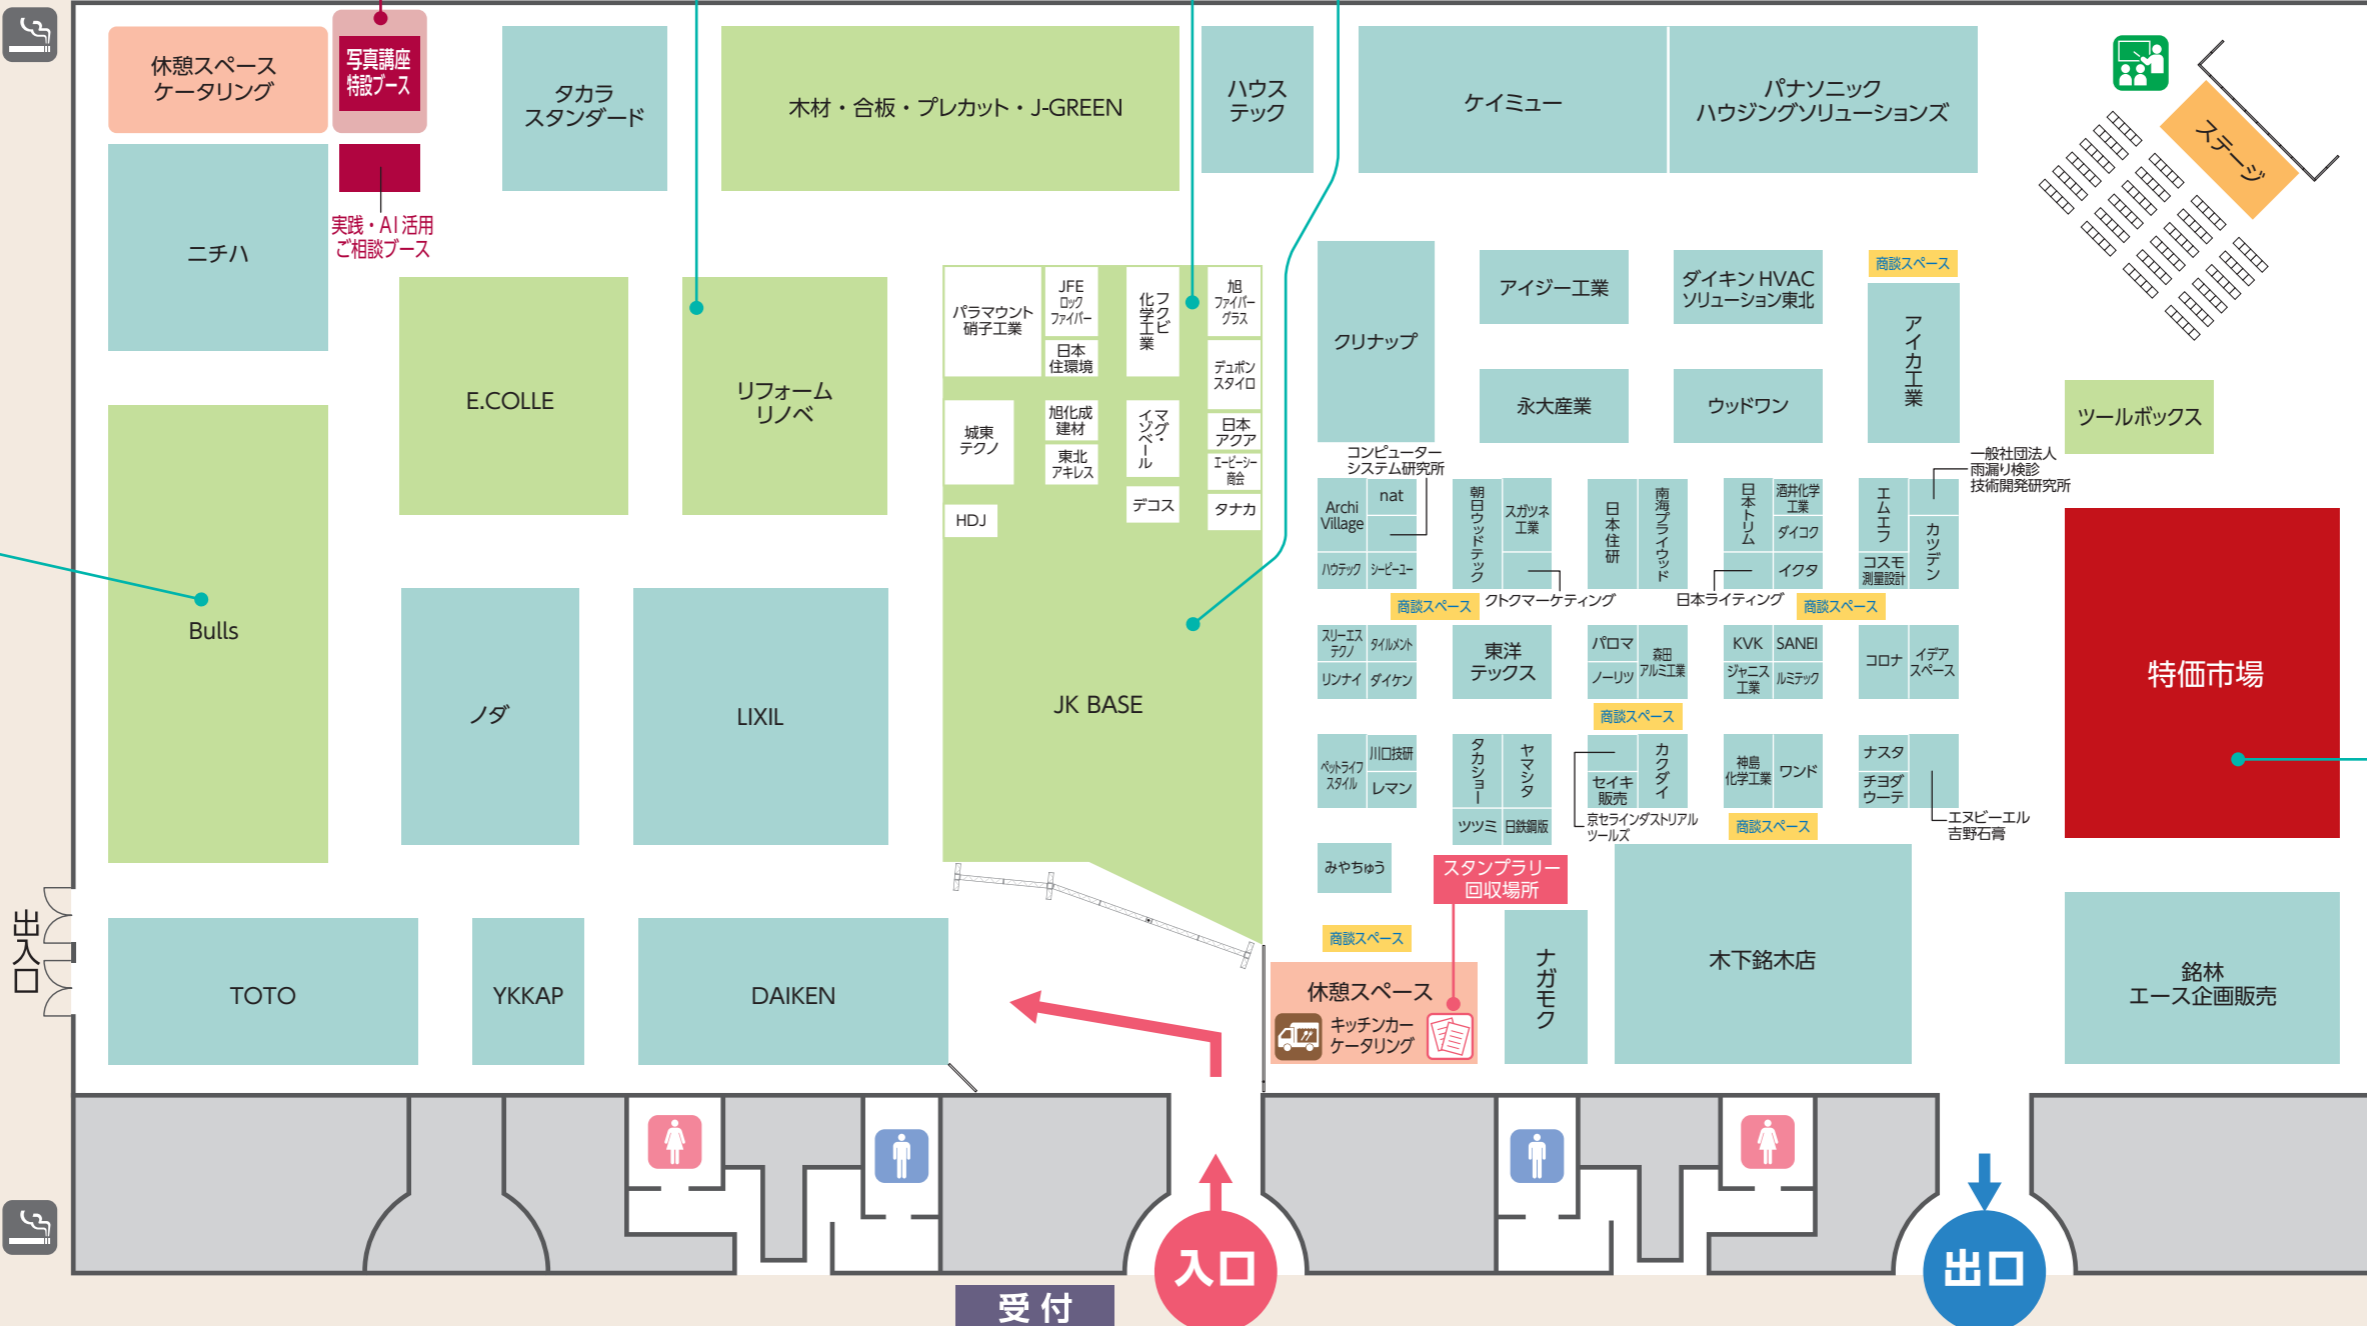 休憩スペース
ケータリング
写真講座
特設ブース
タカラ
スタンダード
木材・合板・プレカット・J-GREEN
ハウス
テック
ケイミュー
パナソニック
ハウジングソリューションズ
ステージ
ニチハ
実践・AI活用
ご相談ブース
E.COLLE
リフォーム
リノベ
パラマウント
硝子工業
JFE
ロック
ファイバー
日本
住環境
フクビ
化学工業
旭
ファイバー
グラス
デュポン
スタイロ
城東
テクノ
旭化成
建材
東北
アキレス
マグ・
イゾベール
日本
アクア
エービーシー
商会
HDJ
デコス
タナカ
JK BASE
クリナップ
アイジー工業
ダイキン HVAC
ソリューション東北
商談スペース
アイカ工業
永大産業
ウッドワン
ツールボックス
コンピューター
システム研究所
一般社団法人
雨漏り検診
技術開発研究所
Archi
Village
nat
ハウテック
シーピーユー
朝日ウッドテック
スガツネ
工業
日本住研
南海プライウッド
日本トリム
酒井化学
工業
ダイコク
イクタ
エムエフ
コスモ
測量設計
カツデン
商談スペース
クトクマーケティング
日本ライティング
商談スペース
Bulls
ノダ
LIXIL
スリーエス
テクノ
タイルメント
リンナイ
ダイケン
東洋
テックス
パロマ
ノーリツ
森田
アルミ工業
KVK
SANEI
ジャニス
工業
ルミテック
コロナ
イデア
スペース
特価市場
商談スペース
ペットライフ
スタイル
川口技研
レマン
タカショー
ヤマシタ
ツツミ
日鉄鋼版
セイキ
販売
カクダイ
京セラインダストリアル
ツールズ
神島
化学工業
ワンド
商談スペース
ナスタ
チヨダ
ウーテ
エヌビーエル
吉野石膏
みやちゅう
スタンプラリー
回収場所
商談スペース
休憩スペース
キッチンカー
ケータリング
ナガモク
木下銘木店
銘林
エース企画販売
出入口
TOTO
YKKAP
DAIKEN
入口
出口
受付